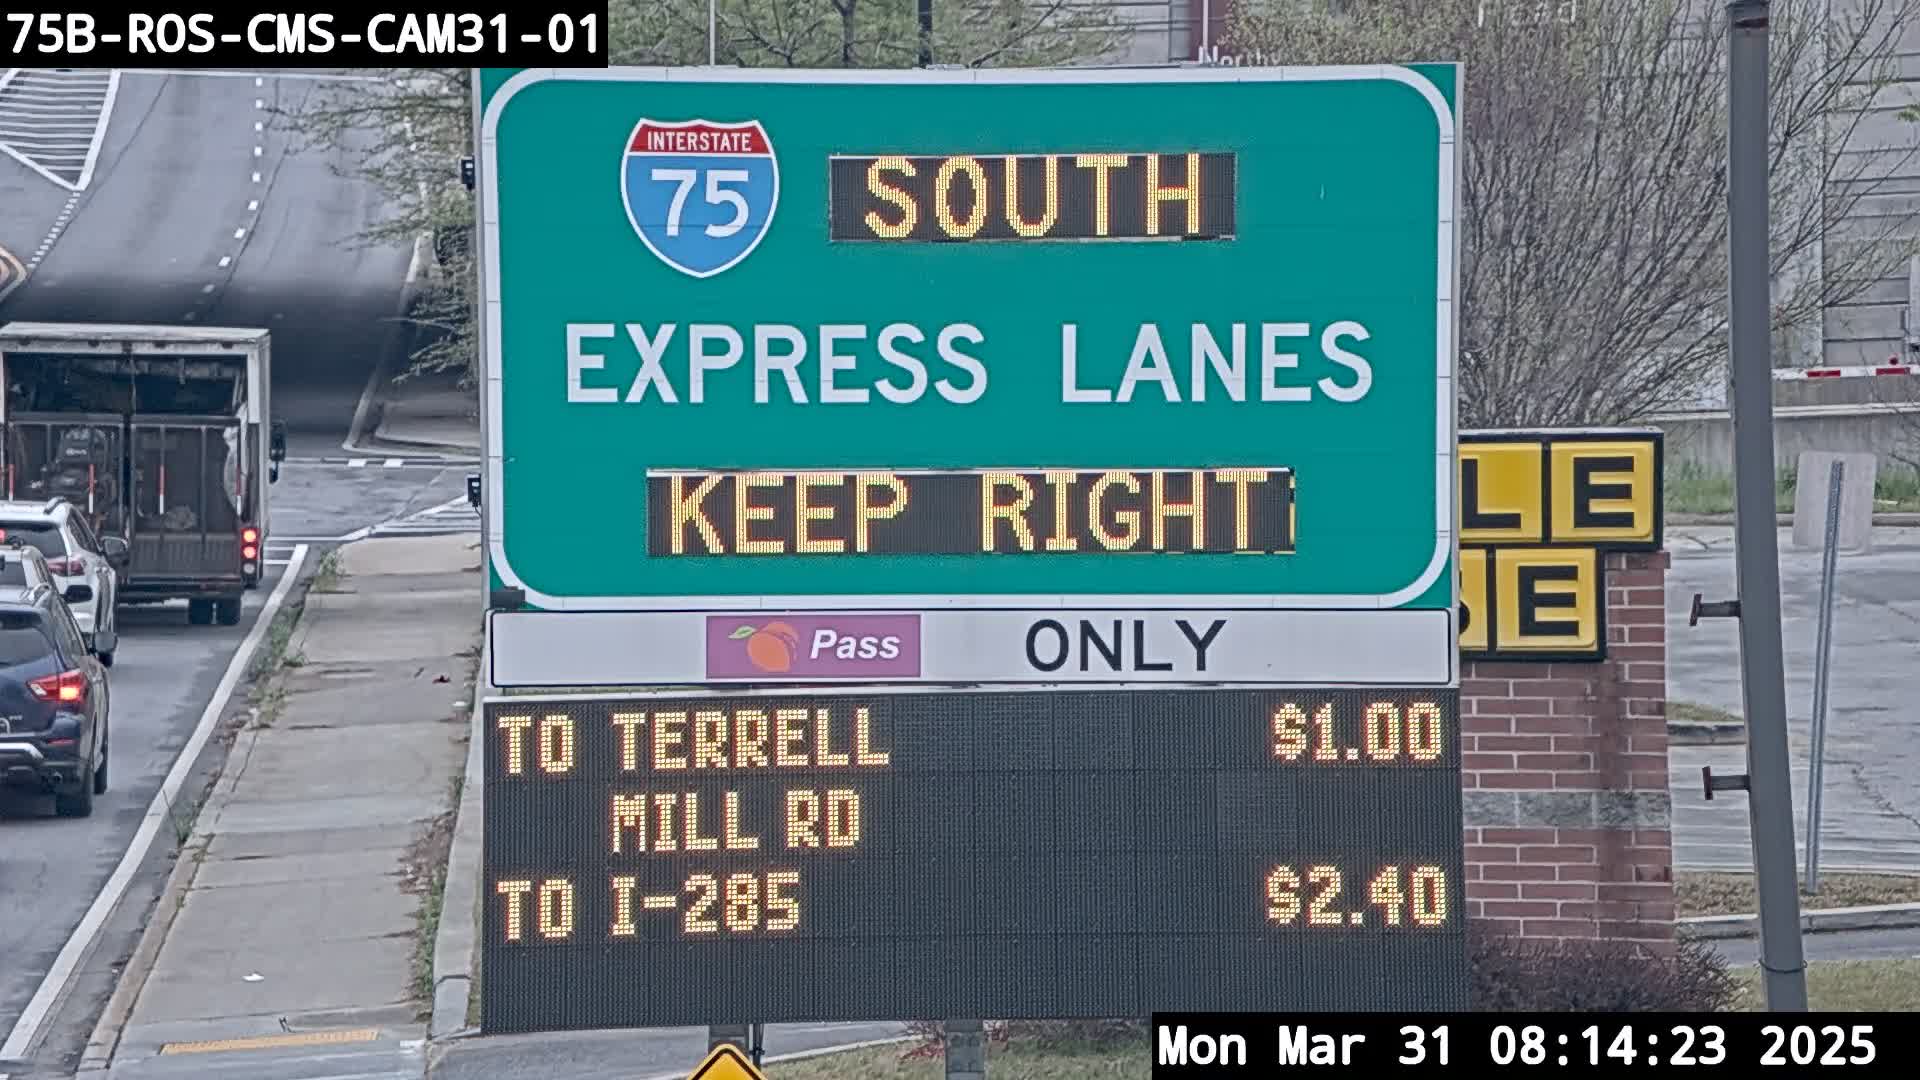 75B-ROS-CMS-CAM31-01
INTERSTATE
75
SOUTH
EXPRESS LANES
KEEP RIGHT
Pass ONLY
TO TERRELL $1.00
MILL RD
TO I-285 $2.40
LE
E
Mon Mar 31 08:14:23 2025